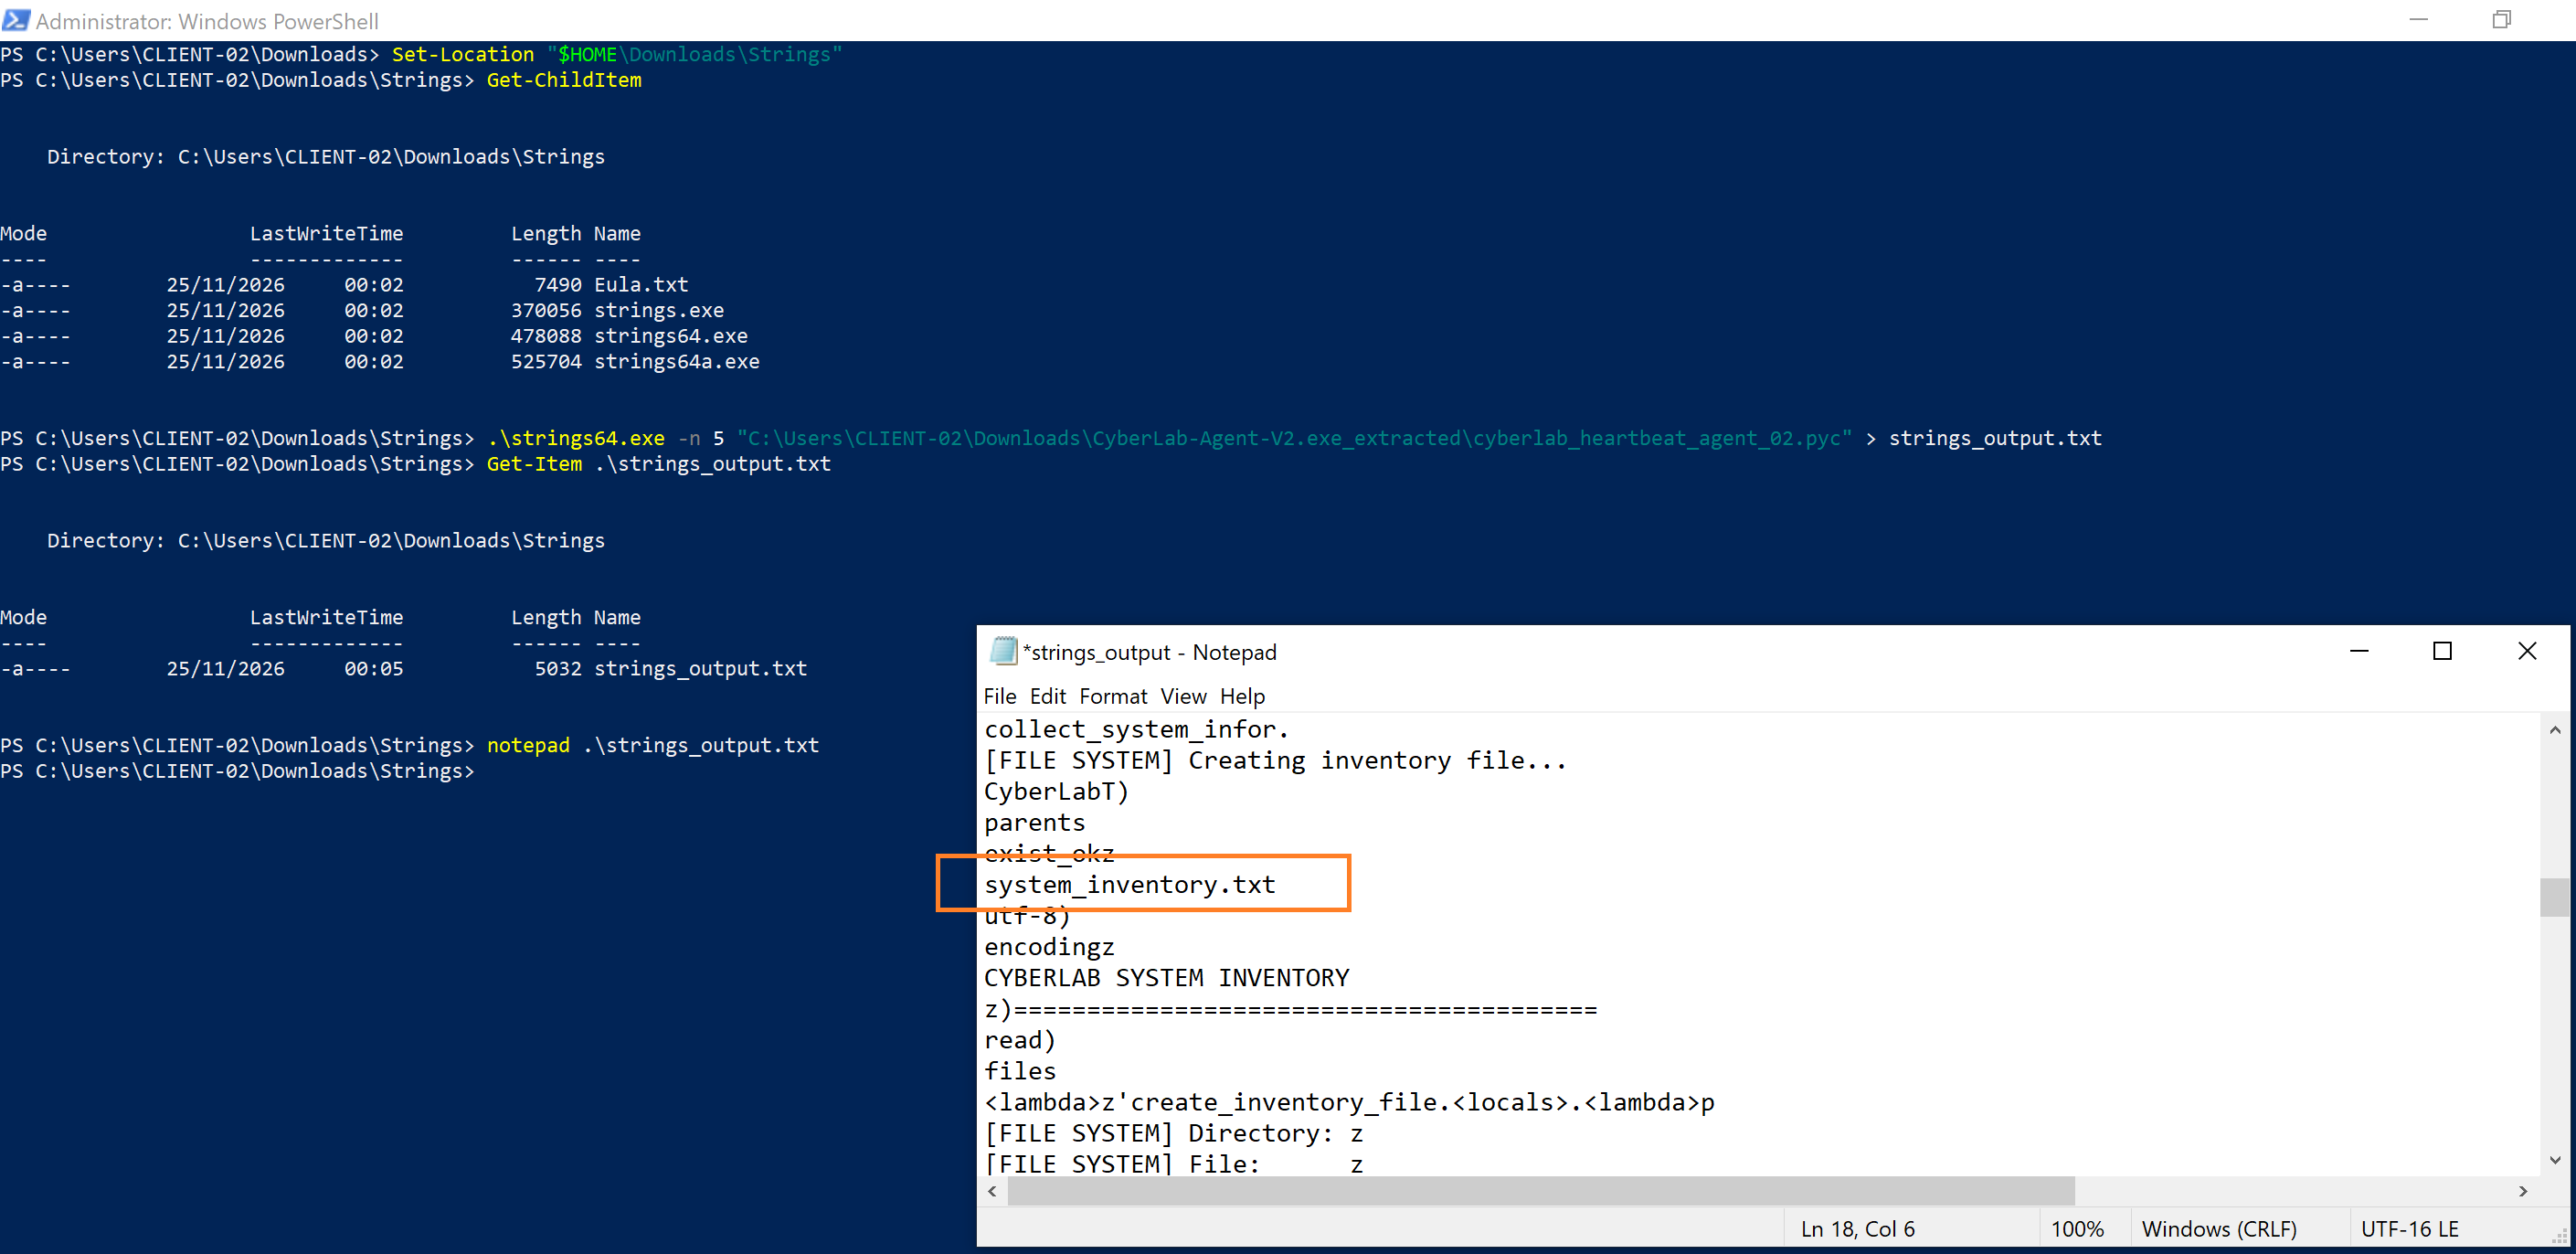 Administrator: Windows PowerShell
PS C:\Users\CLIENT-02\Downloads> Set-Location "$HOME\Downloads\Strings"
PS C:\Users\CLIENT-02\Downloads\Strings> Get-ChildItem
Directory: C:\Users\CLIENT-02\Downloads\Strings
Mode                 LastWriteTime         Length Name
----                 -------------         ------ ----
-a----        25/11/2026     00:02           7490 Eula.txt
-a----        25/11/2026     00:02         370056 strings.exe
-a----        25/11/2026     00:02         478088 strings64.exe
-a----        25/11/2026     00:02         525704 strings64a.exe
PS C:\Users\CLIENT-02\Downloads\Strings> .\strings64.exe -n 5 "C:\Users\CLIENT-02\Downloads\CyberLab-Agent-V2.exe_extracted\cyberlab_heartbeat_agent_02.pyc" > strings_output.txt
PS C:\Users\CLIENT-02\Downloads\Strings> Get-Item .\strings_output.txt
Directory: C:\Users\CLIENT-02\Downloads\Strings
Mode                 LastWriteTime         Length Name
----                 -------------         ------ ----
-a----        25/11/2026     00:05           5032 strings_output.txt
PS C:\Users\CLIENT-02\Downloads\Strings> notepad .\strings_output.txt
PS C:\Users\CLIENT-02\Downloads\Strings>
*strings_output - Notepad
File Edit Format View Help
collect_system_infor.
[FILE SYSTEM] Creating inventory file...
CyberLabT)
parents
exist_okz
system_inventory.txt
utf-8)
encodingz
CYBERLAB SYSTEM INVENTORY
z)========================================
read)
files
<lambda>z'create_inventory_file.<locals>.<lambda>p
[FILE SYSTEM] Directory: z
[FILE SYSTEM] File:      z
Ln 18, Col 6 100% Windows (CRLF) UTF-16 LE